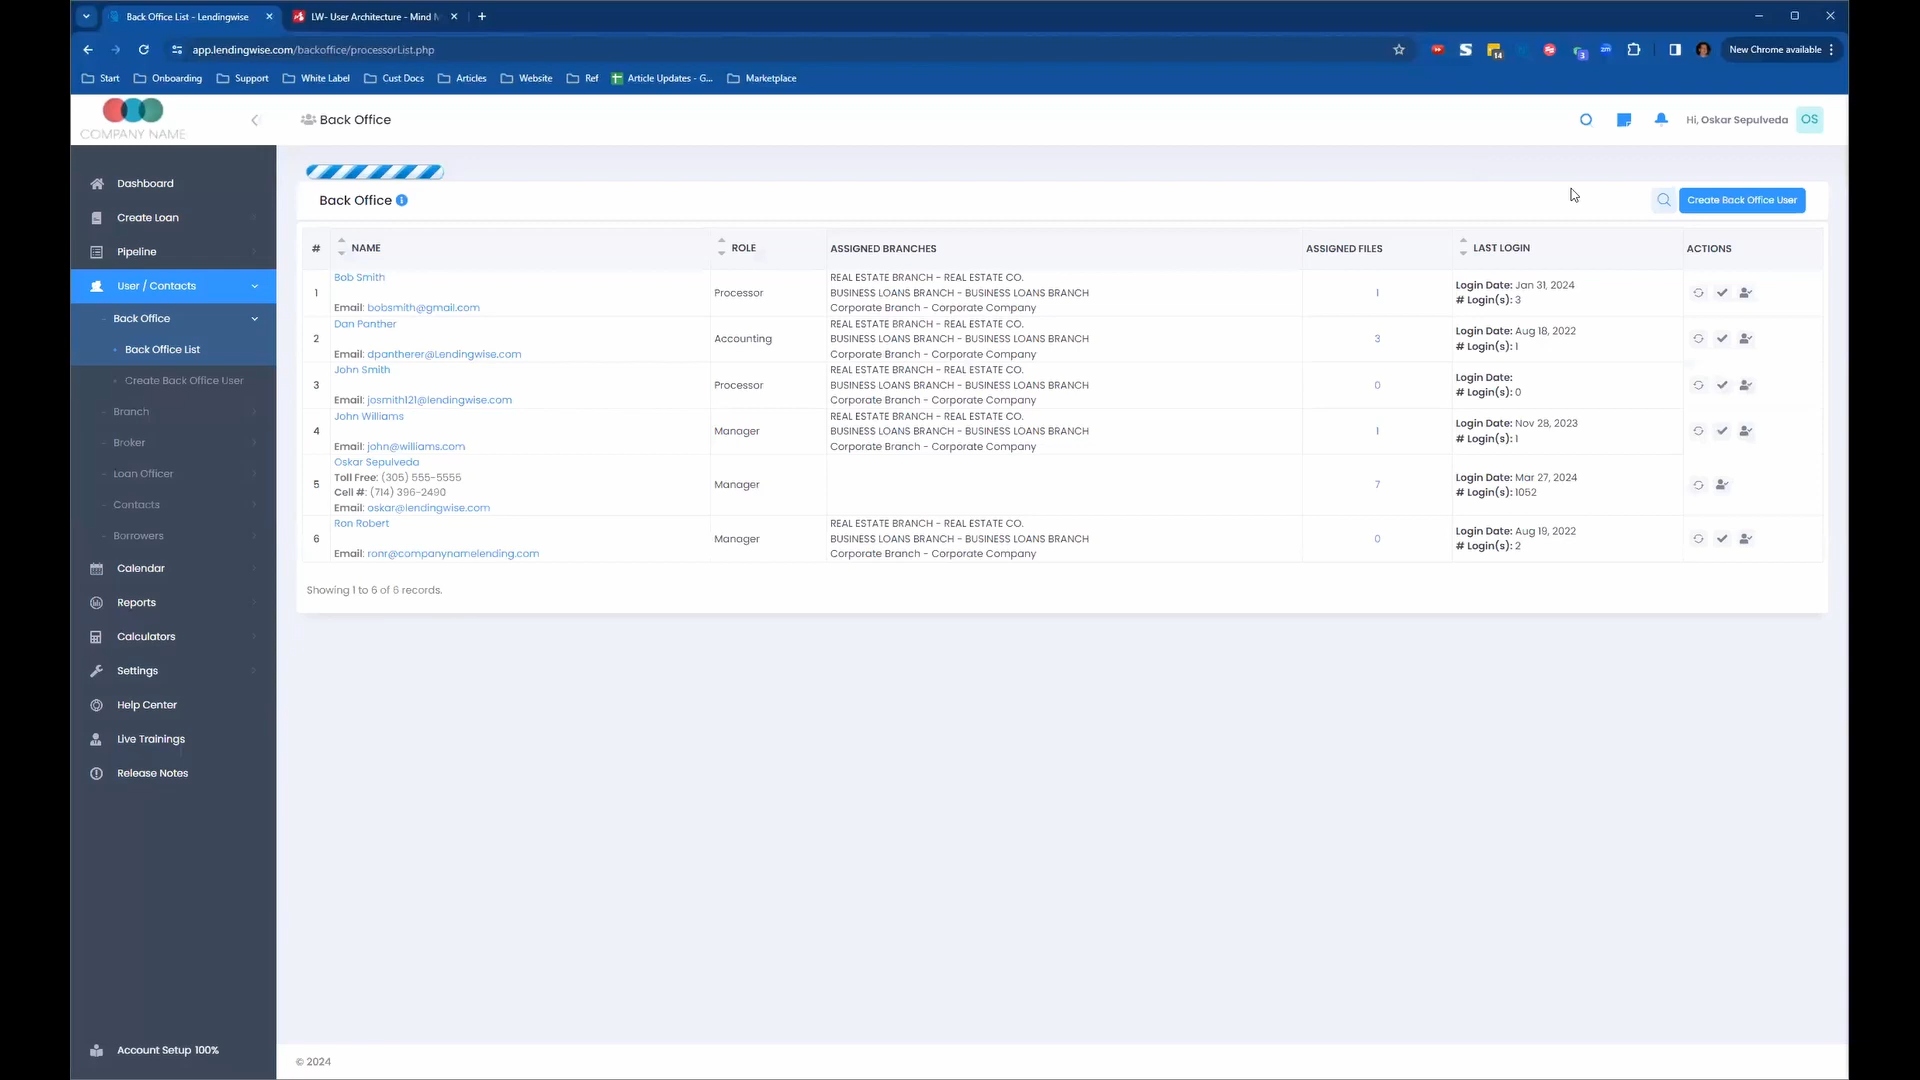 Back Office List - Lendingwise
LW- User Architecture - Mind M
app.lendingwise.com/backoffice/processorList.php
14
3
New Chrome available
Start
Onboarding
Support
White Label
Cust Docs
Articles
Website
Ref
Article Updates - G...
Marketplace
COMPANY NAME
Back Office
Hi, Oskar Sepulveda
OS
Dashboard
Create Loan
Pipeline
User / Contacts
Back Office
Back Office List
Create Back Office User
Branch
Broker
Loan Officer
Contacts
Borrowers
Calendar
Reports
Calculators
Settings
Help Center
Live Trainings
Release Notes
Account Setup 100%
Back Office
Create Back Office User
# NAME ROLE ASSIGNED BRANCHES ASSIGNED FILES LAST LOGIN ACTIONS
1
Bob Smith
Email: bobsmith@gmail.com
Processor
REAL ESTATE BRANCH - REAL ESTATE CO.
BUSINESS LOANS BRANCH - BUSINESS LOANS BRANCH
Corporate Branch - Corporate Company
1
Login Date: Jan 31, 2024
# Login(s): 3
2
Dan Panther
Email: dpantherer@Lendingwise.com
Accounting
REAL ESTATE BRANCH - REAL ESTATE CO.
BUSINESS LOANS BRANCH - BUSINESS LOANS BRANCH
Corporate Branch - Corporate Company
3
Login Date: Aug 18, 2022
# Login(s): 1
3
John Smith
Email: josmith121@lendingwise.com
Processor
REAL ESTATE BRANCH - REAL ESTATE CO.
BUSINESS LOANS BRANCH - BUSINESS LOANS BRANCH
Corporate Branch - Corporate Company
0
Login Date:
# Login(s): 0
4
John Williams
Email: john@williams.com
Manager
REAL ESTATE BRANCH - REAL ESTATE CO.
BUSINESS LOANS BRANCH - BUSINESS LOANS BRANCH
Corporate Branch - Corporate Company
1
Login Date: Nov 28, 2023
# Login(s): 1
5
Oskar Sepulveda
Toll Free: (305) 555-5555
Cell #: (714) 396-2490
Email: oskar@lendingwise.com
Manager
7
Login Date: Mar 27, 2024
# Login(s): 1052
6
Ron Robert
Email: ronr@companynamelending.com
Manager
REAL ESTATE BRANCH - REAL ESTATE CO.
BUSINESS LOANS BRANCH - BUSINESS LOANS BRANCH
Corporate Branch - Corporate Company
0
Login Date: Aug 19, 2022
# Login(s): 2
Showing 1 to 6 of 6 records.
© 2024